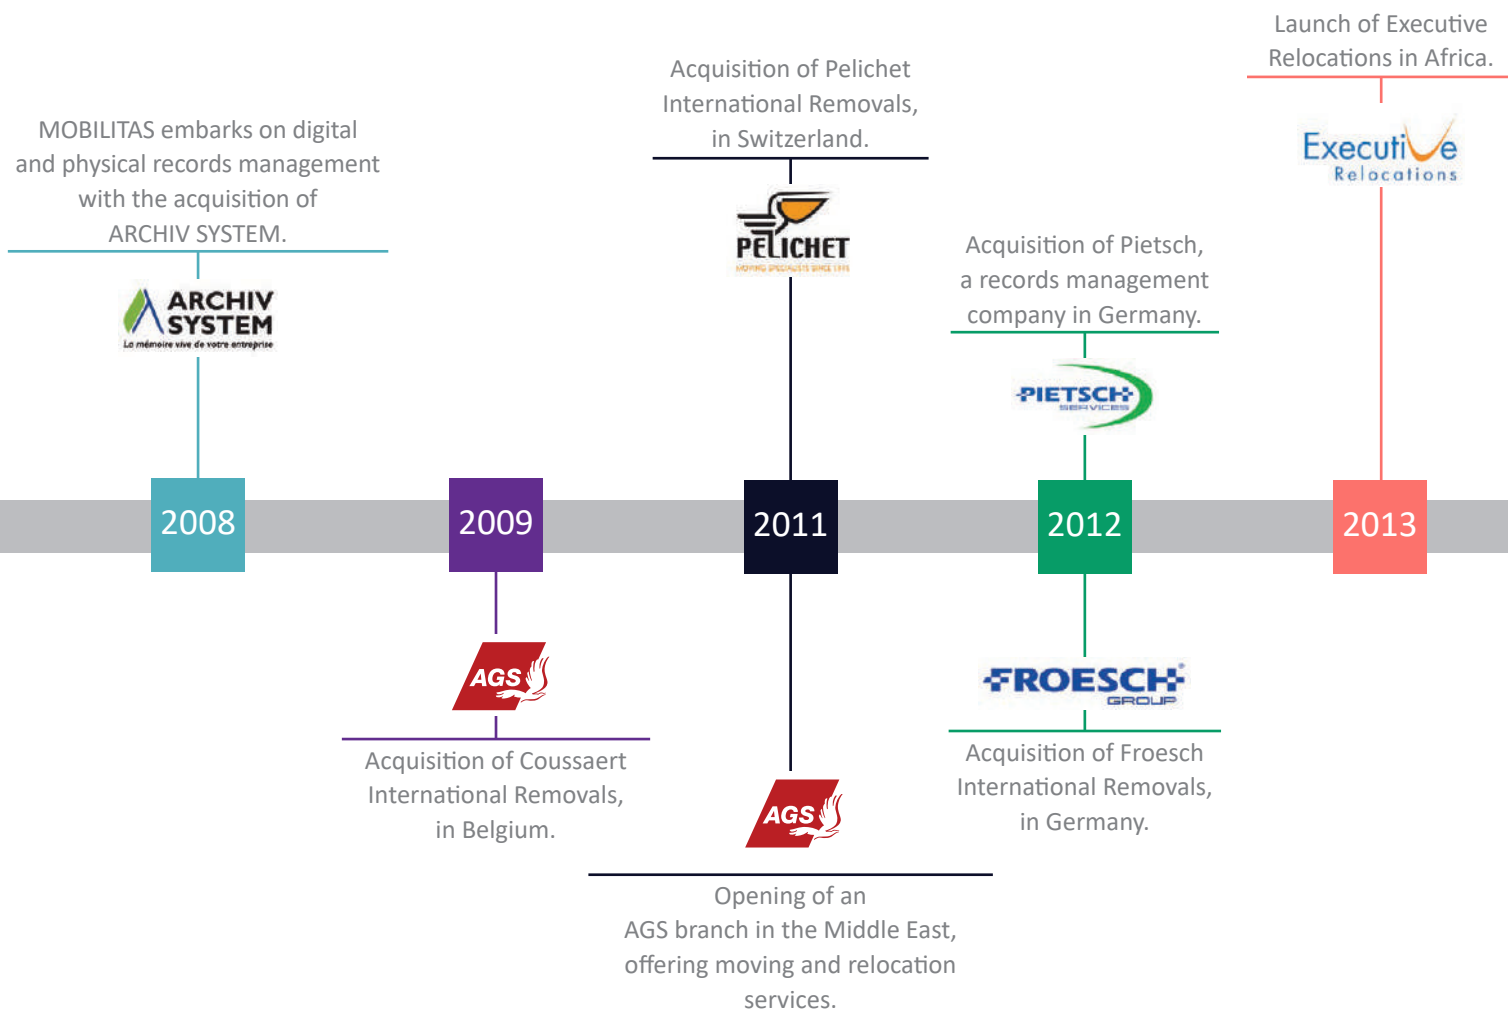 MOBILITAS embarks on digital
and physical records management
with the acquisition of
ARCHIV SYSTEM.
ARCHIV
SYSTEM
La mémoire vive de votre entreprise
2008
2009
AGS
Acquisition of Coussaert
International Removals,
in Belgium.
Acquisition of Pelichet
International Removals,
in Switzerland.
PELICHET
MOVING SPECIALISTS SINCE
2011
AGS
Opening of an
AGS branch in the Middle East,
offering moving and relocation
services.
Acquisition of Pietsch,
a records management
company in Germany.
PIETSCH
SERVICES
2012
FROESCH®
GROUP
Acquisition of Froesch
International Removals,
in Germany.
Launch of Executive
Relocations in Africa.
Executive
Relocations
2013